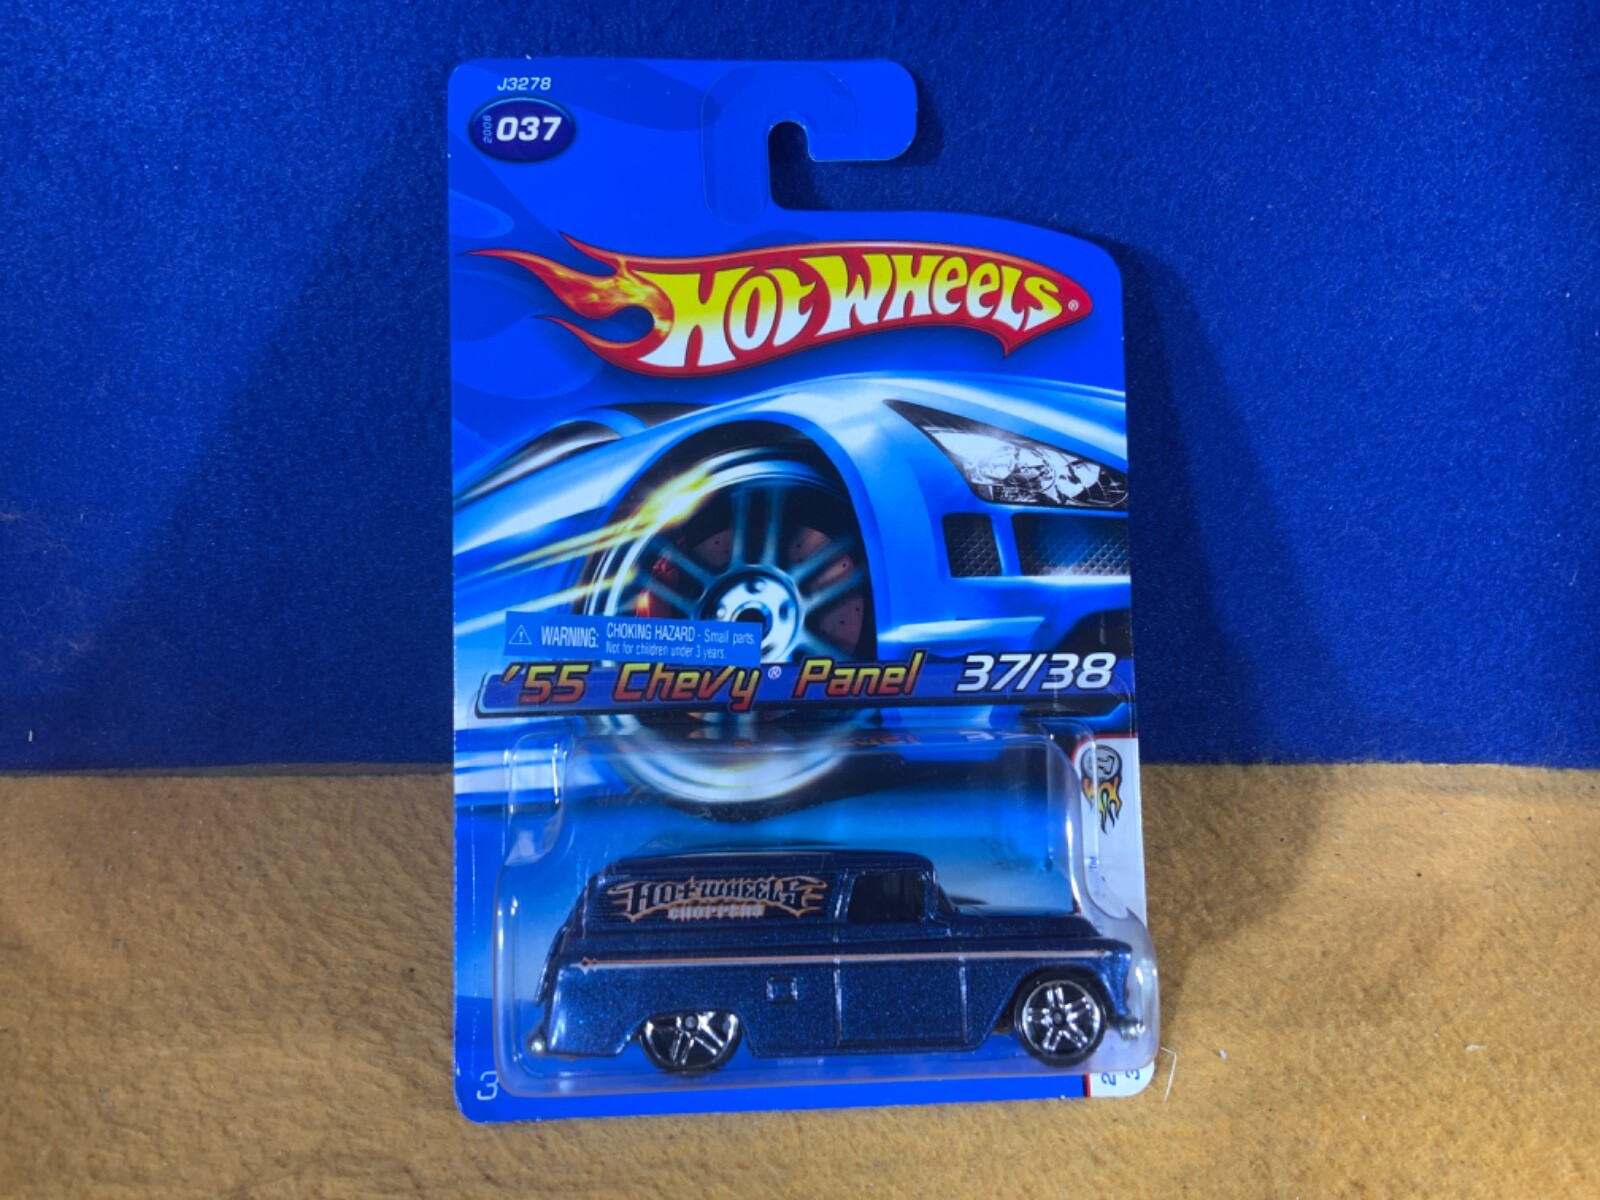 J3278
2006 037
HOT WHEELS®
WARNING: CHOKING HAZARD - Small parts.
Not for children under 3 years.
'55 Chevy® Panel 37/38
HOT WHEELS
CHOPPERS
3